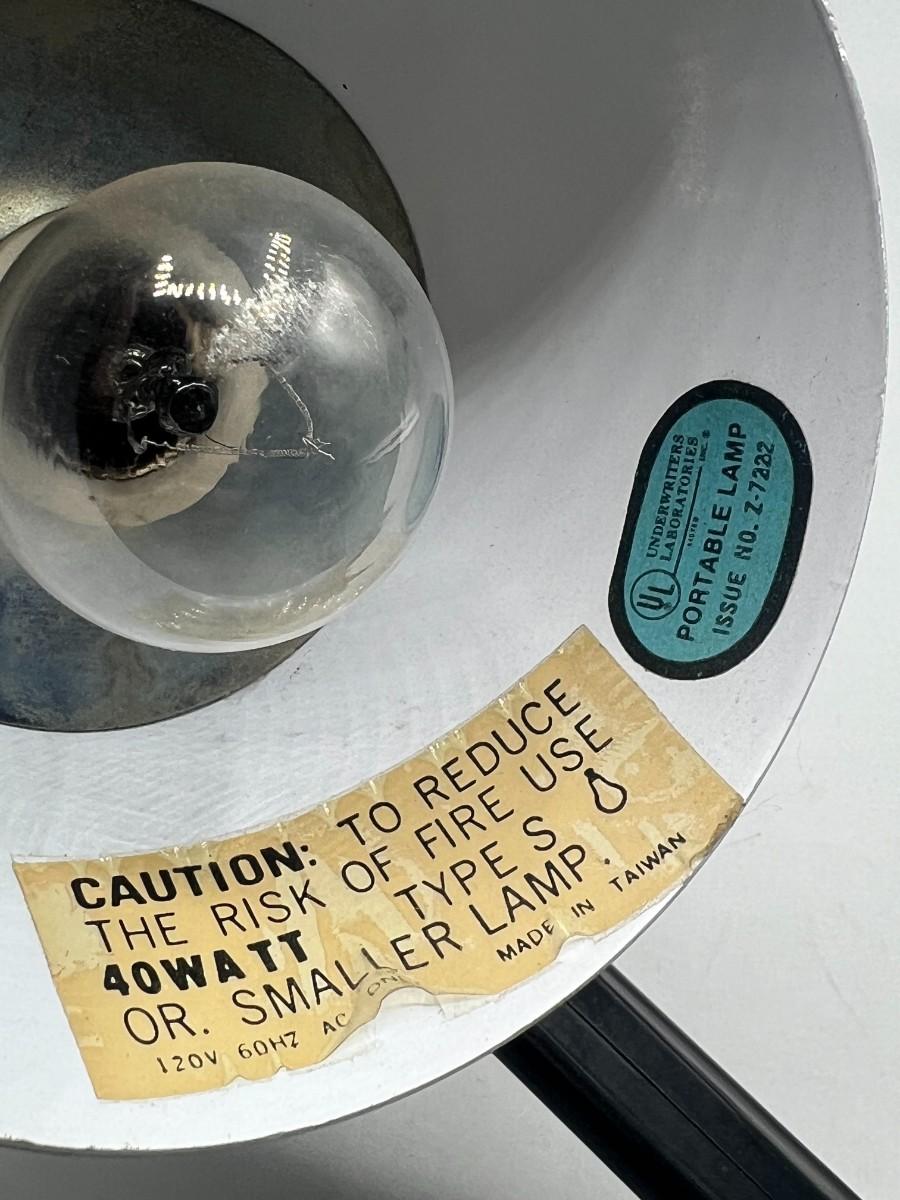 UL
UNDERWRITERS
LABORATORIES
INC.®
PORTABLE LAMP
ISSUE NO. Z-7222
CAUTION: TO REDUCE
THE RISK OF FIRE USE
40WATT TYPE S
OR. SMALLER LAMP.
120V 60HZ AC ON MADE IN TAIWAN